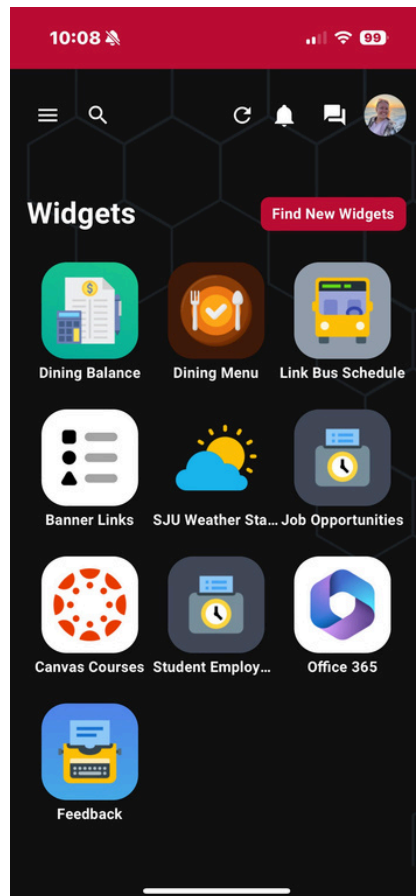 10:08
99
Widgets
Find New Widgets
Dining Balance
Dining Menu
Link Bus Schedule
Banner Links
SJU Weather Sta...
Job Opportunities
Canvas Courses
Student Employ...
Office 365
Feedback